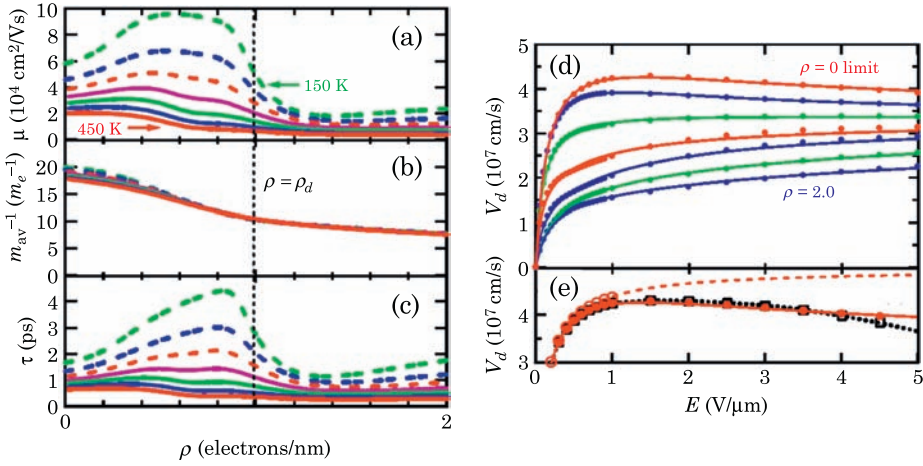 10
8
6
4
2
0
μ (10⁴ cm²/Vs)
(a)
150 K
450 K
20
15
10
5
0
m_av⁻¹ (m_e⁻¹)
(b)
ρ = ρ_d
4
3
2
1
0
τ (ps)
(c)
0
2
ρ (electrons/nm)
5
4
3
2
1
0
V_d (10⁷ cm/s)
(d)
ρ = 0 limit
ρ = 2.0
4
3
V_d (10⁷ cm/s)
(e)
0
1
2
3
4
5
E (V/μm)